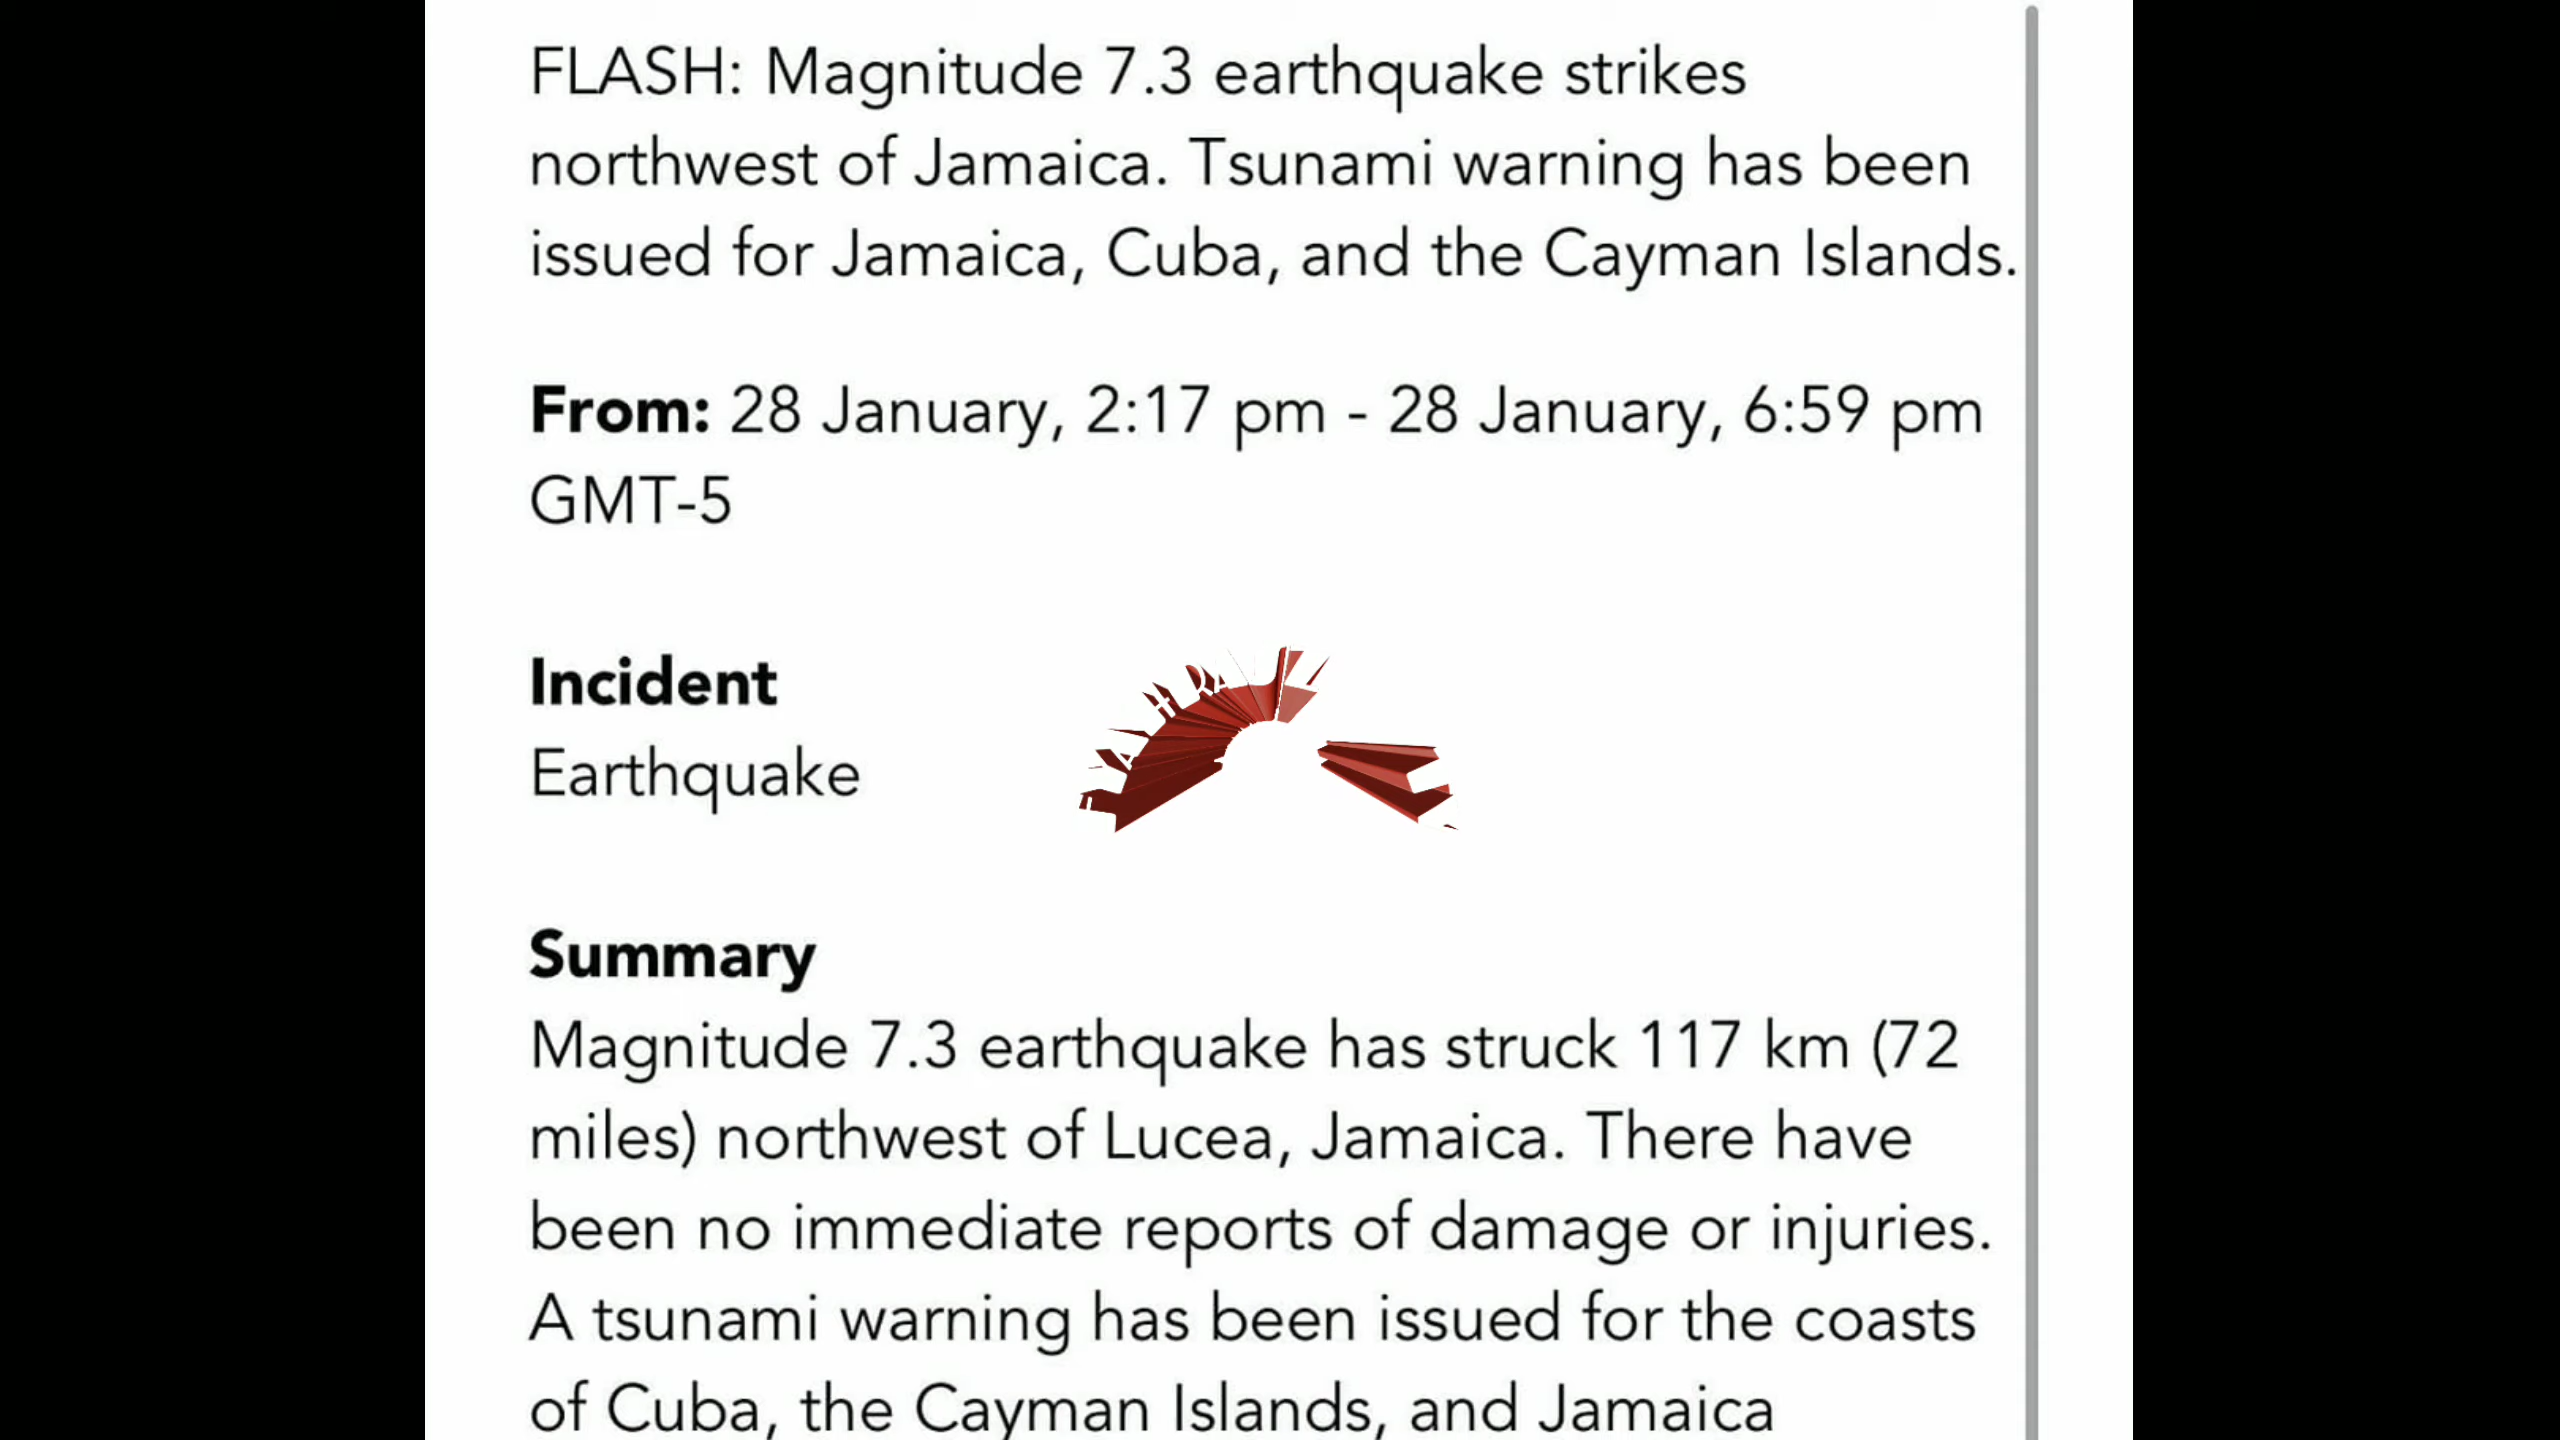 FLASH: Magnitude 7.3 earthquake strikes
northwest of Jamaica. Tsunami warning has been
issued for Jamaica, Cuba, and the Cayman Islands.
From: 28 January, 2:17 pm - 28 January, 6:59 pm
GMT-5
Incident
Earthquake
Summary
Magnitude 7.3 earthquake has struck 117 km (72
miles) northwest of Lucea, Jamaica. There have
been no immediate reports of damage or injuries.
A tsunami warning has been issued for the coasts
of Cuba, the Cayman Islands, and Jamaica